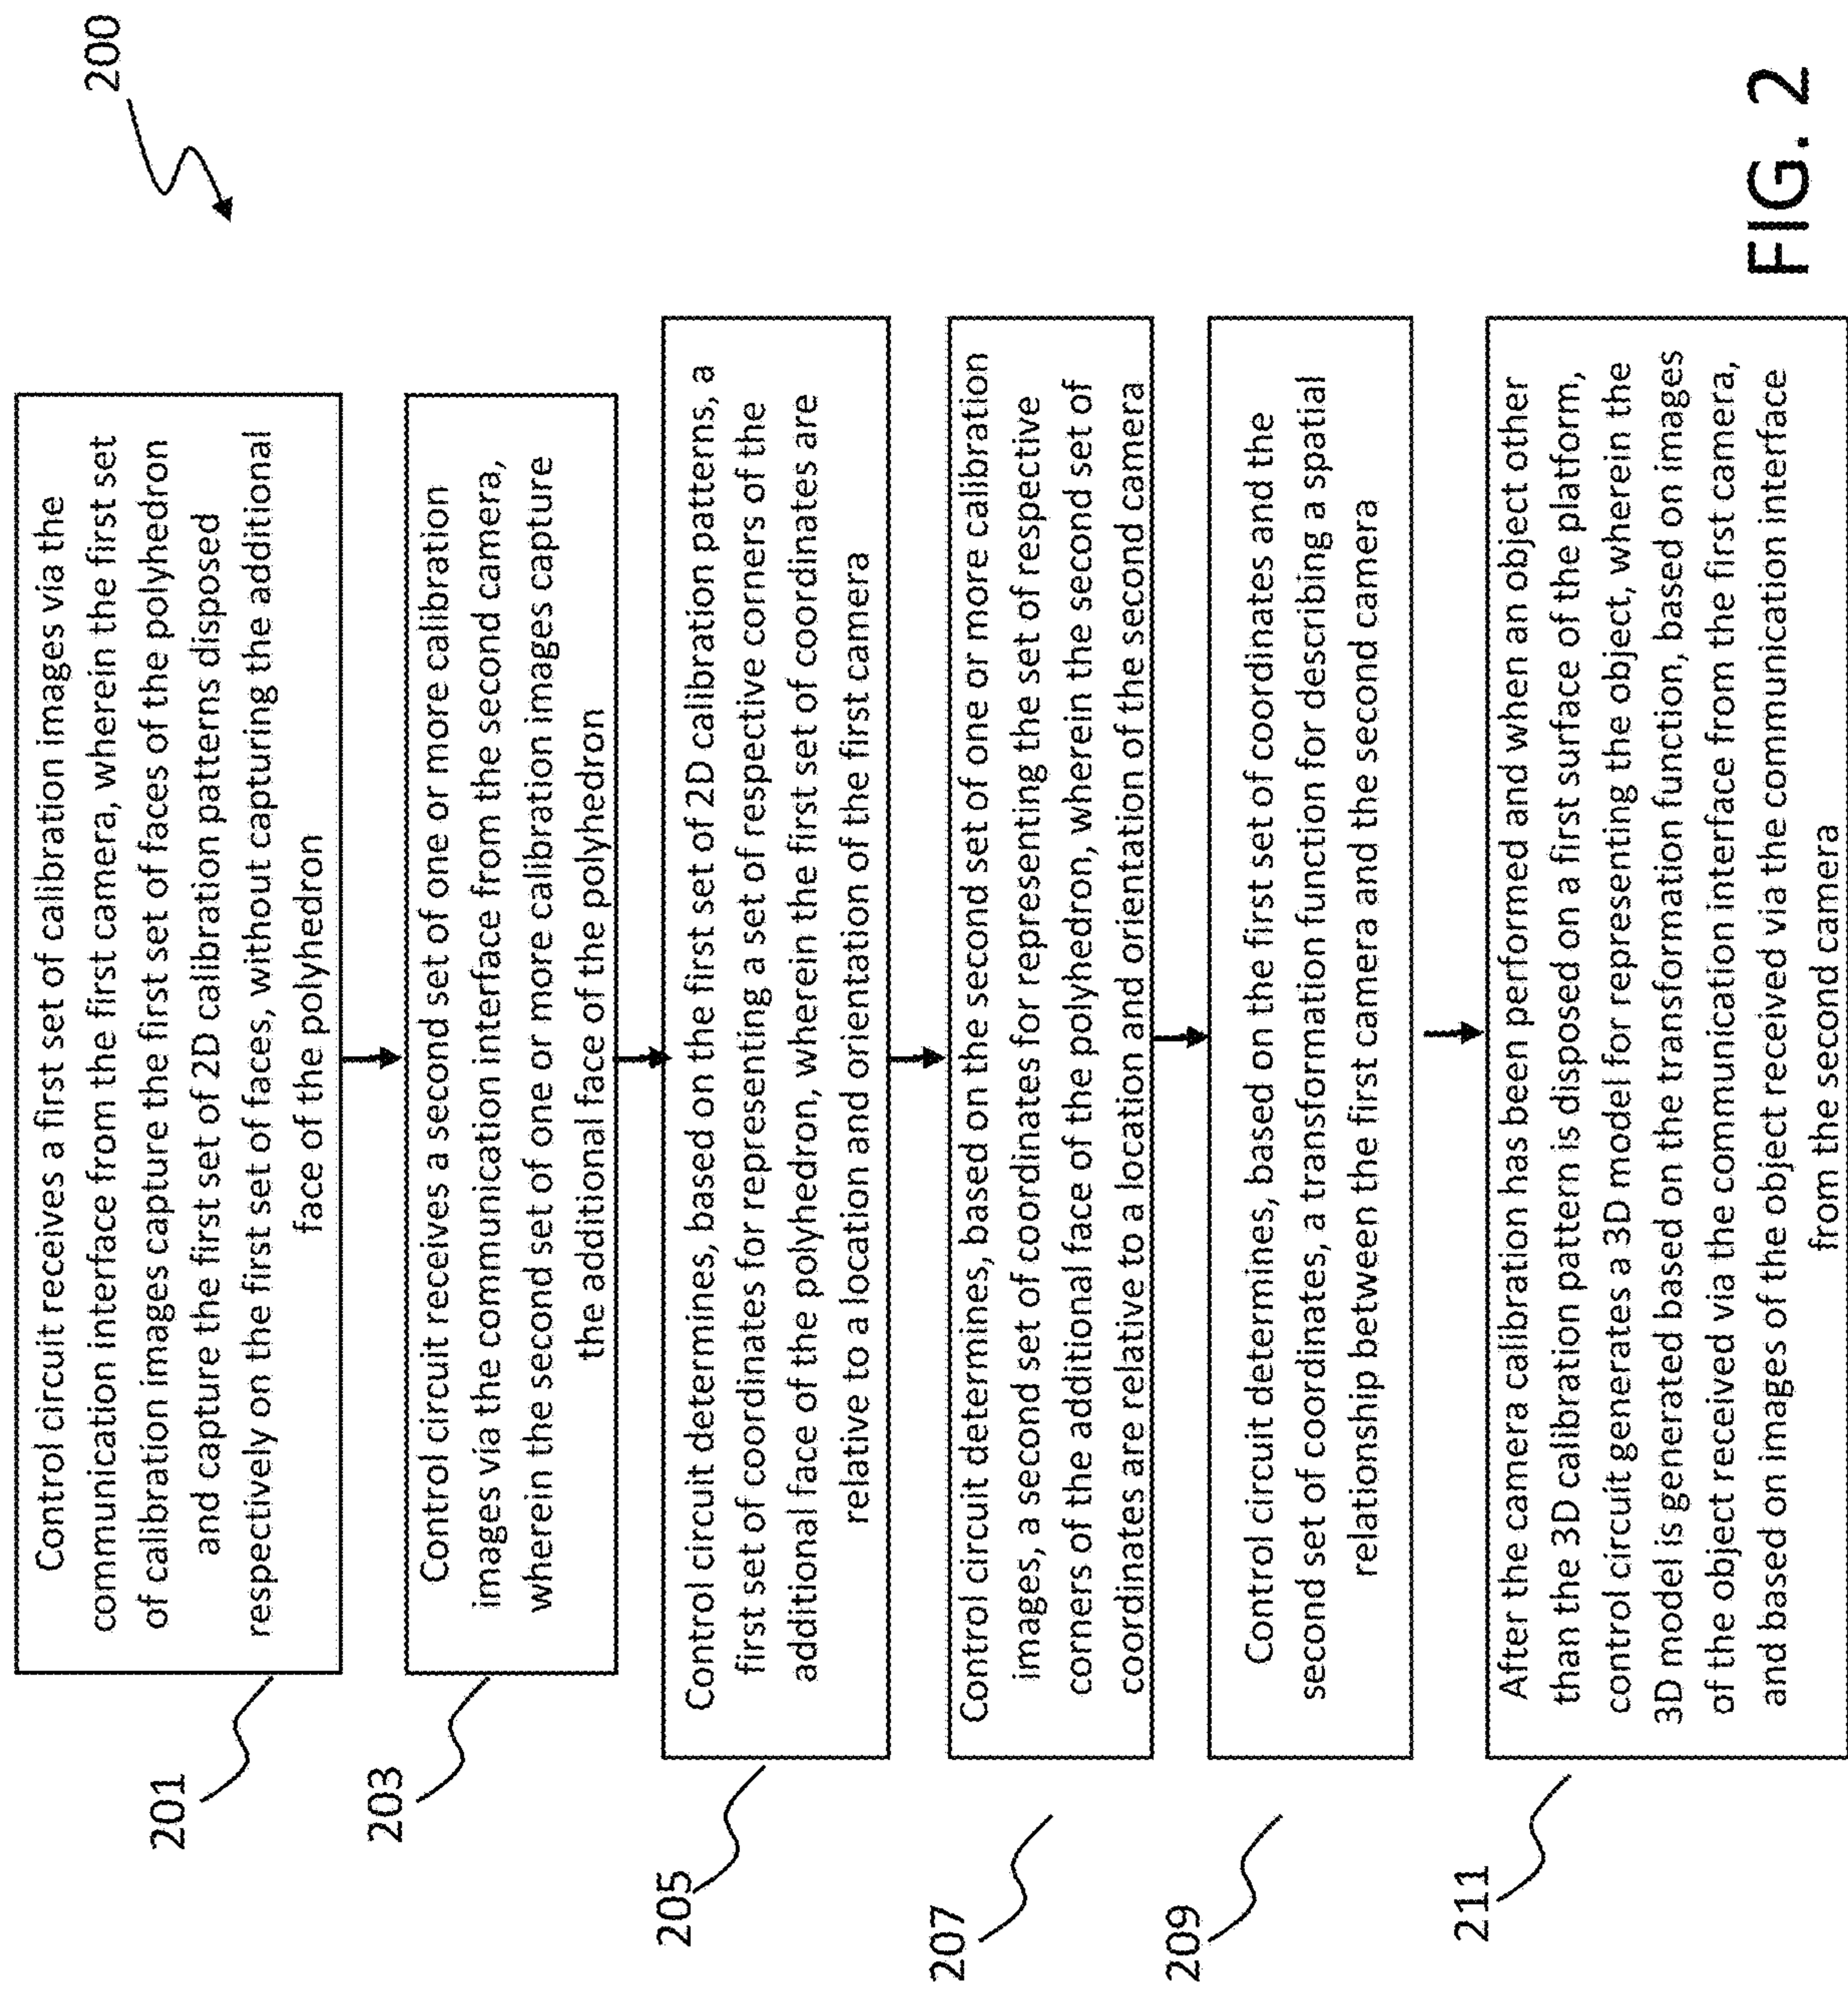 200
201
Control circuit receives a first set of calibration images via the
communication interface from the first camera, wherein the first set
of calibration images capture the first set of faces of the polyhedron
and capture the first set of 2D calibration patterns disposed
respectively on the first set of faces, without capturing the additional
face of the polyhedron
203
Control circuit receives a second set of one or more calibration
images via the communication interface from the second camera,
wherein the second set of one or more calibration images capture
the additional face of the polyhedron
205
Control circuit determines, based on the first set of 2D calibration patterns, a
first set of coordinates for representing a set of respective corners of the
additional face of the polyhedron, wherein the first set of coordinates are
relative to a location and orientation of the first camera
207
Control circuit determines, based on the second set of one or more calibration
images, a second set of coordinates for representing the set of respective
corners of the additional face of the polyhedron, wherein the second set of
coordinates are relative to a location and orientation of the second camera
209
Control circuit determines, based on the first set of coordinates and the
second set of coordinates, a transformation function for describing a spatial
relationship between the first camera and the second camera
211
After the camera calibration has been performed and when an object other
than the 3D calibration pattern is disposed on a first surface of the platform,
control circuit generates a 3D model for representing the object, wherein the
3D model is generated based on the transformation function, based on images
of the object received via the communication interface from the first camera,
and based on images of the object received via the communication interface
from the second camera
FIG. 2